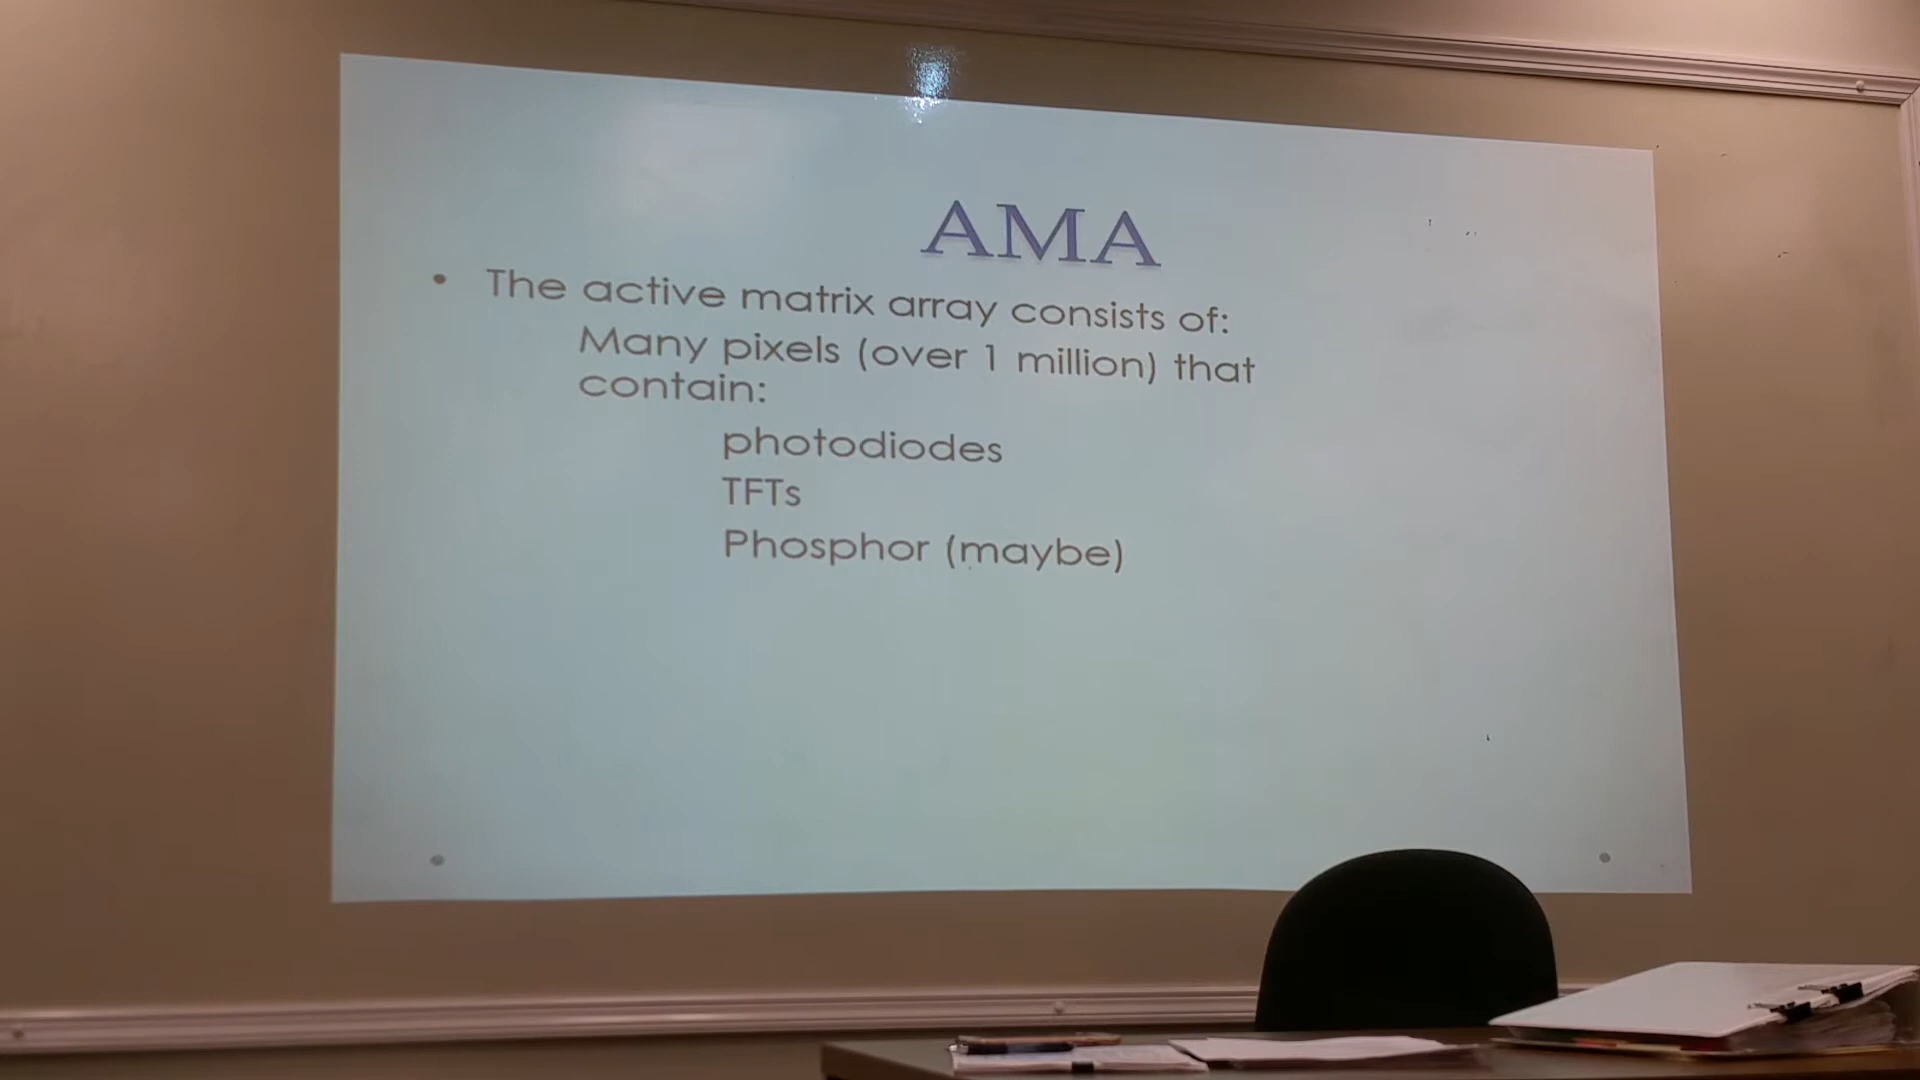 AMA
• The active matrix array consists of:
Many pixels (over 1 million) that
contain:
photodiodes
TFTs
Phosphor (maybe)